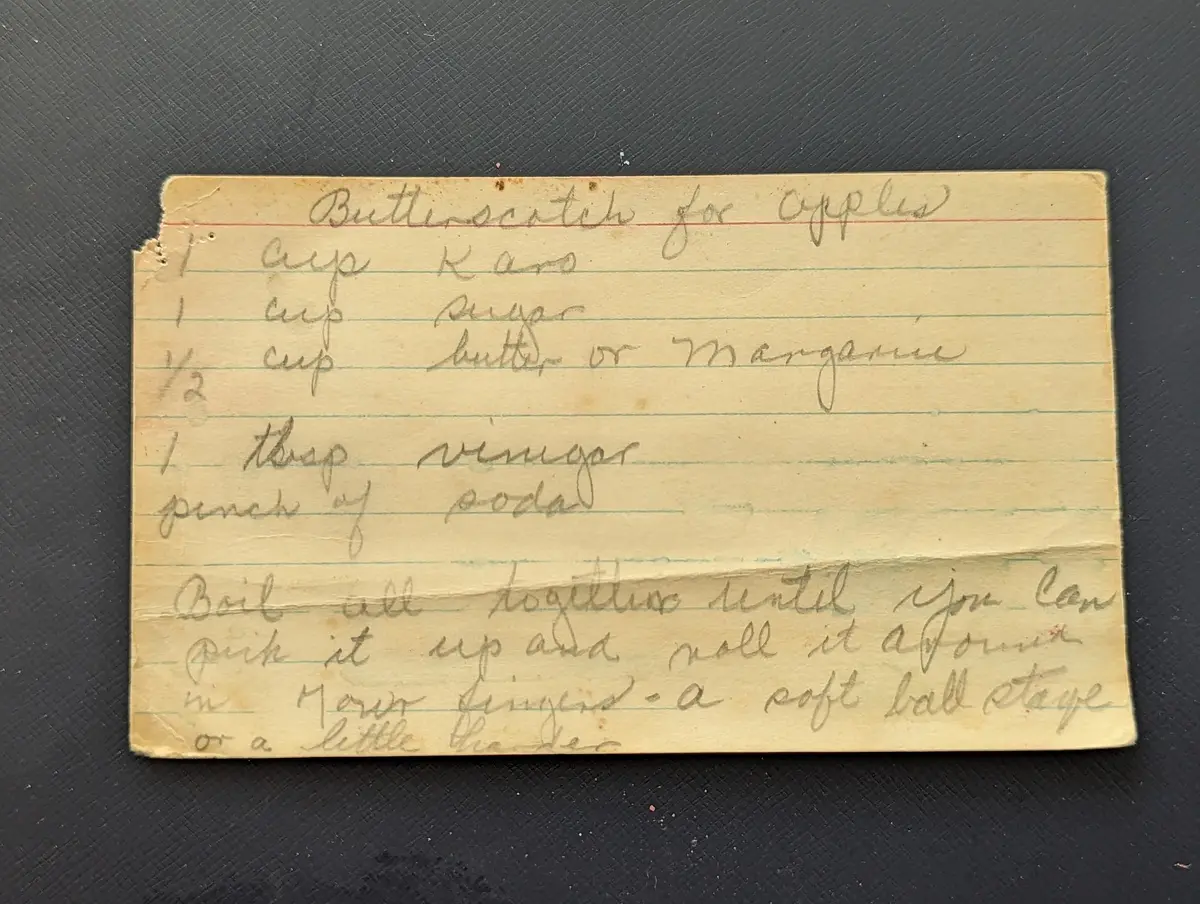 Butterscotch for apples
1 cup Karo
1 cup sugar
1/2 cup butter or Margarine
1 tbsp vinegar
pinch of soda
Boil all together until you can
pick it up and roll it around
in your fingers - a soft ball stage
or a little harder